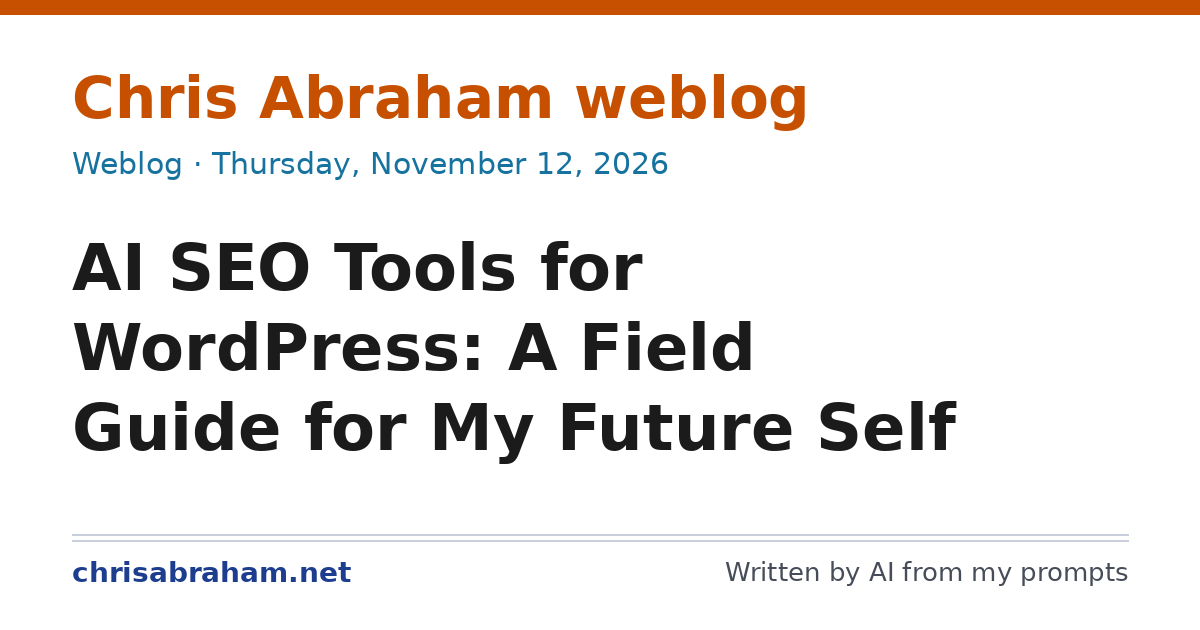 Chris Abraham weblog
Weblog · Thursday, November 12, 2026
AI SEO Tools for
WordPress: A Field
Guide for My Future Self
chrisabraham.net
Written by AI from my prompts